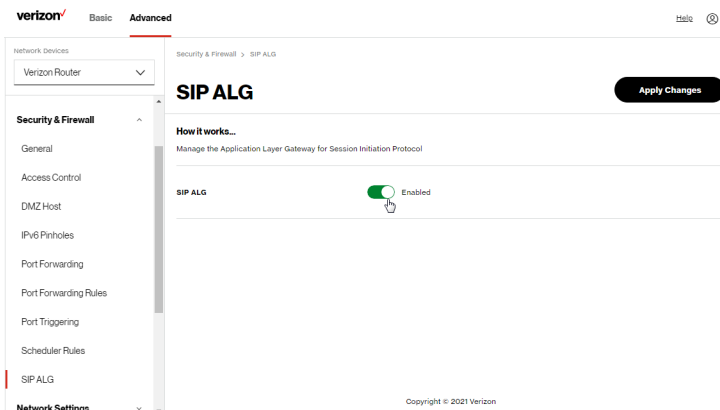 verizon
Basic
Advanced
Help
Network Devices
Verizon Router
Security & Firewall
General
Access Control
DMZ Host
IPv6 Pinholes
Port Forwarding
Port Forwarding Rules
Port Triggering
Scheduler Rules
SIP ALG
Network Settings
Security & Firewall > SIP ALG
SIP ALG
Apply Changes
How it works...
Manage the Application Layer Gateway for Session Initiation Protocol
SIP ALG
Enabled
Copyright © 2021 Verizon